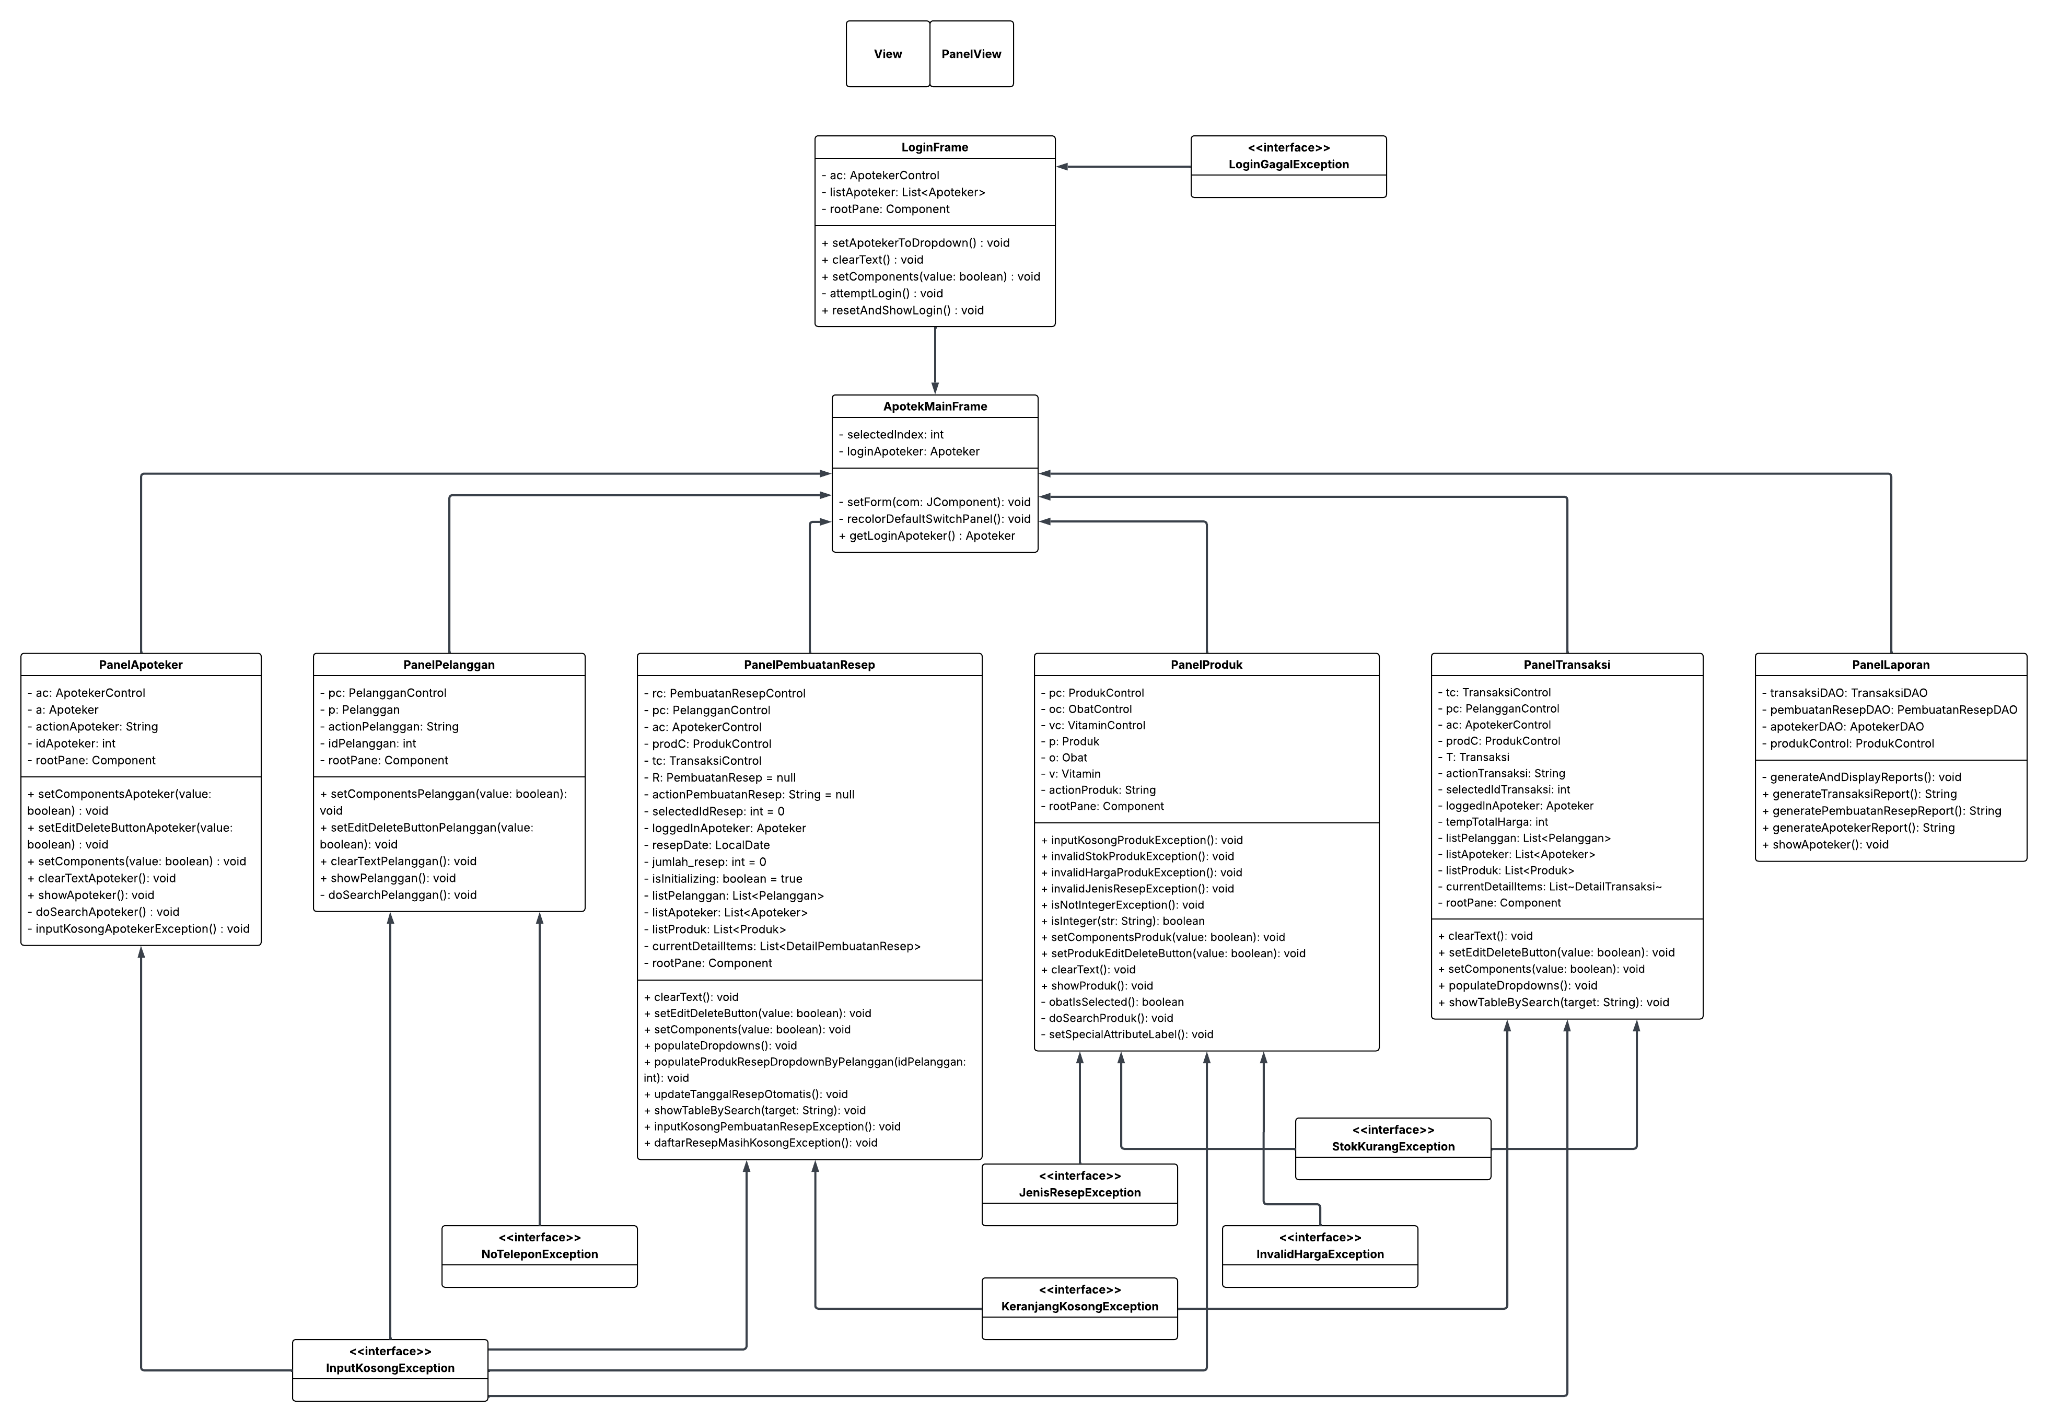 View
PanelView
LoginFrame
- ac: ApotekerControl
- listApoteker: List<Apoteker>
- rootPane: Component
+ setApotekerToDropdown() : void
+ clearText() : void
+ setComponents(value: boolean) : void
- attemptLogin() : void
+ resetAndShowLogin() : void
<<interface>>
LoginGagalException
ApotekMainFrame
- selectedIndex: int
- loginApoteker: Apoteker
- setForm(com: JComponent): void
- recolorDefaultSwitchPanel(): void
+ getLoginApoteker() : Apoteker
PanelApoteker
- ac: ApotekerControl
- a: Apoteker
- actionApoteker: String
- idApoteker: int
- rootPane: Component
+ setComponentsApoteker(value:
boolean) : void
+ setEditDeleteButtonApoteker(value:
boolean) : void
+ setComponents(value: boolean) : void
+ clearTextApoteker(): void
+ showApoteker(): void
- doSearchApoteker() : void
- inputKosongApotekerException() : void
PanelPelanggan
- pc: PelangganControl
- p: Pelanggan
- actionPelanggan: String
- idPelanggan: int
- rootPane: Component
+ setComponentsPelanggan(value: boolean):
void
+ setEditDeleteButtonPelanggan(value:
boolean): void
+ clearTextPelanggan(): void
+ showPelanggan(): void
- doSearchPelanggan(): void
PanelPembuatanResep
- rc: PembuatanResepControl
- pc: PelangganControl
- ac: ApotekerControl
- prodC: ProdukControl
- tc: TransaksiControl
- R: PembuatanResep = null
- actionPembuatanResep: String = null
- selectedIdResep: int = 0
- loggedInApoteker: Apoteker
- resepDate: LocalDate
- jumlah_resep: int = 0
- isInitializing: boolean = true
- listPelanggan: List<Pelanggan>
- listApoteker: List<Apoteker>
- listProduk: List<Produk>
- currentDetailItems: List<DetailPembuatanResep>
- rootPane: Component
+ clearText(): void
+ setEditDeleteButton(value: boolean): void
+ setComponents(value: boolean): void
+ populateDropdowns(): void
+ populateProdukResepDropdownByPelanggan(idPelanggan:
int): void
+ updateTanggalResepOtomatis(): void
+ showTableBySearch(target: String): void
+ inputKosongPembuatanResepException(): void
+ daftarResepMasihKosongException(): void
PanelProduk
- pc: ProdukControl
- oc: ObatControl
- vc: VitaminControl
- p: Produk
- o: Obat
- v: Vitamin
- actionProduk: String
- rootPane: Component
+ inputKosongProdukException(): void
+ invalidStokProdukException(): void
+ invalidHargaProdukException(): void
+ invalidJenisResepException(): void
+ isNotIntegerException(): void
+ isInteger(str: String): boolean
+ setComponentsProduk(value: boolean): void
+ setProdukEditDeleteButton(value: boolean): void
+ clearText(): void
+ showProduk(): void
- obatIsSelected(): boolean
- doSearchProduk(): void
- setSpecialAttributeLabel(): void
PanelTransaksi
- tc: TransaksiControl
- pc: PelangganControl
- ac: ApotekerControl
- prodC: ProdukControl
- T: Transaksi
- actionTransaksi: String
- selectedIdTransaksi: int
- loggedInApoteker: Apoteker
- tempTotalHarga: int
- listPelanggan: List<Pelanggan>
- listApoteker: List<Apoteker>
- listProduk: List<Produk>
- currentDetailItems: List~DetailTransaksi~
- rootPane: Component
+ clearText(): void
+ setEditDeleteButton(value: boolean): void
+ setComponents(value: boolean): void
+ populateDropdowns(): void
+ showTableBySearch(target: String): void
PanelLaporan
- transaksiDAO: TransaksiDAO
- pembuatanResepDAO: PembuatanResepDAO
- apotekerDAO: ApotekerDAO
- produkControl: ProdukControl
- generateAndDisplayReports(): void
+ generateTransaksiReport(): String
+ generatePembuatanResepReport(): String
+ generateApotekerReport(): String
+ showApoteker(): void
<<interface>>
StokKurangException
<<interface>>
JenisResepException
<<interface>>
NoTeleponException
<<interface>>
InvalidHargaException
<<interface>>
KeranjangKosongException
<<interface>>
InputKosongException